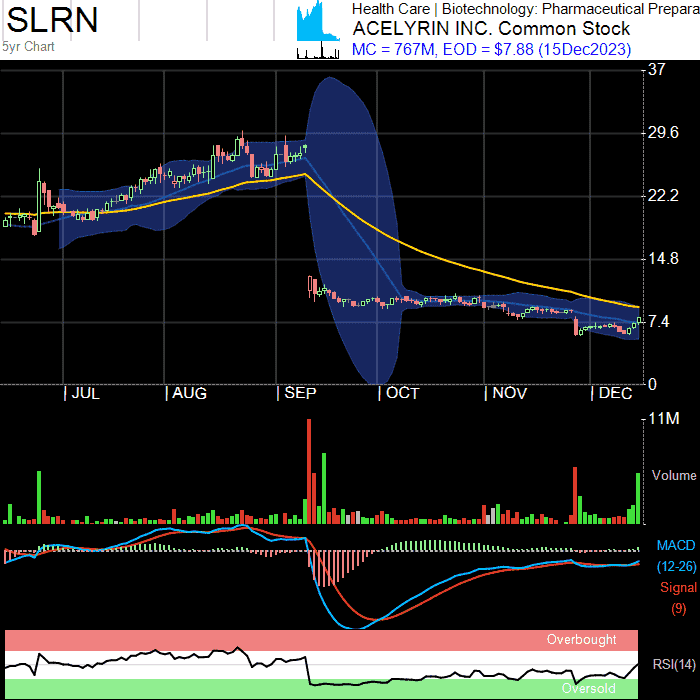 SLRN
5yr Chart
Health Care | Biotechnology: Pharmaceutical Prepara
ACELYRIN INC. Common Stock
MC = 767M, EOD = $7.88 (15Dec2023)
37
29.6
22.2
14.8
7.4
0
| JUL | AUG | SEP | OCT | NOV | DEC
11M
Volume
MACD
(12-26)
Signal
(9)
Overbought
RSI(14)
Oversold